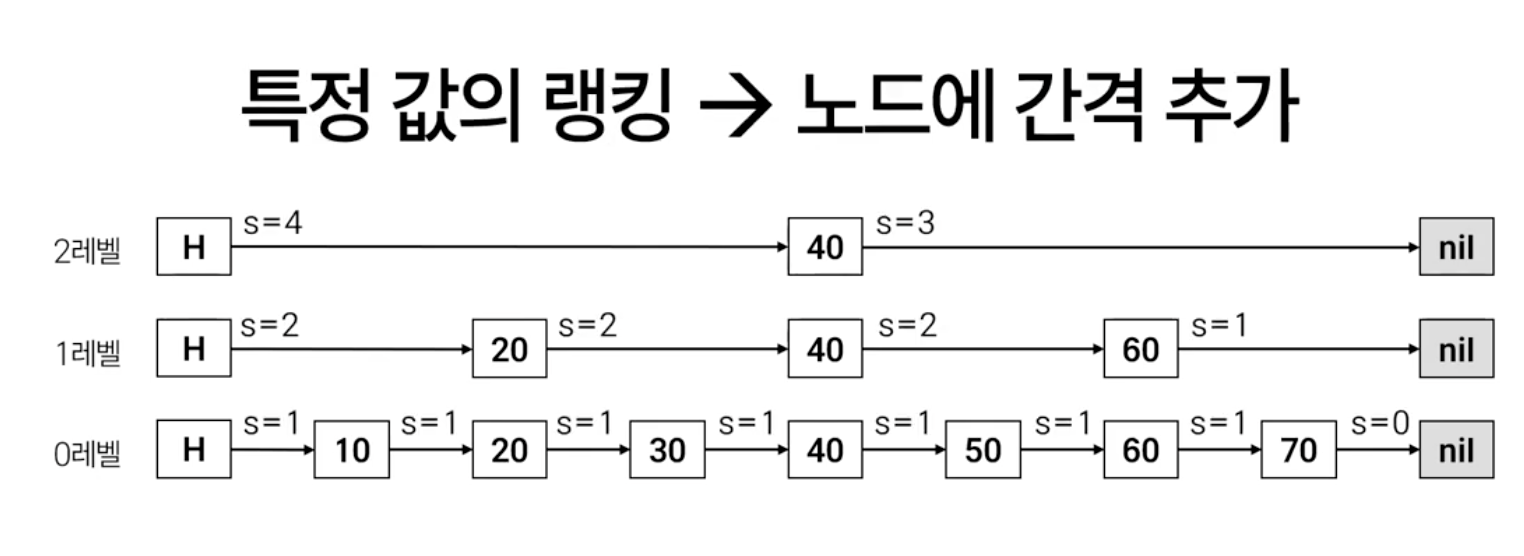 특정 값의 랭킹 → 노드에 간격 추가
s=4 s=3
2레벨 H 40 nil
s=2 s=2 s=2 s=1
1레벨 H 20 40 60 nil
s=1 s=1 s=1 s=1 s=1 s=1 s=1 s=0
0레벨 H 10 20 30 40 50 60 70 nil